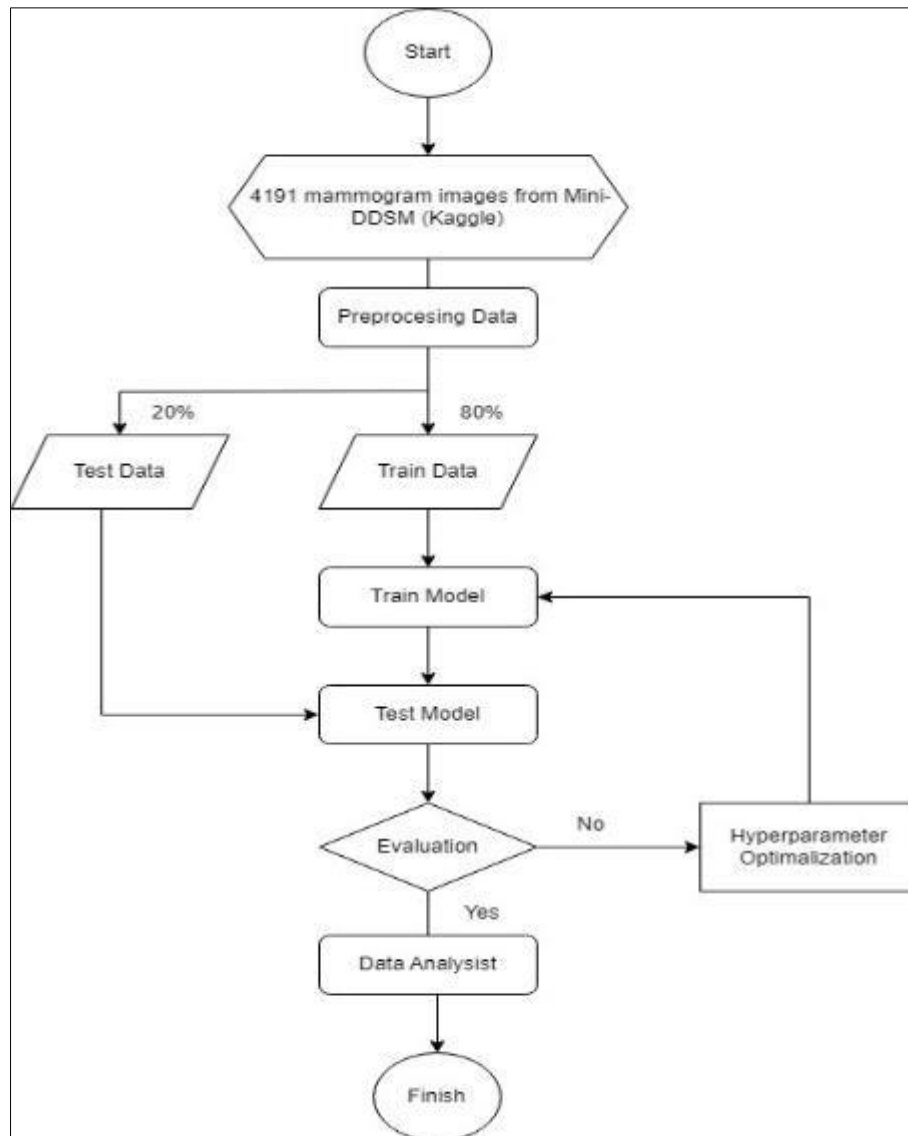 Start
4191 mammogram images from Mini-
DDSM (Kaggle)
Preprocesing Data
20%
80%
Test Data
Train Data
Train Model
Test Model
Evaluation
No
Hyperparameter
Optimalization
Yes
Data Analysist
Finish